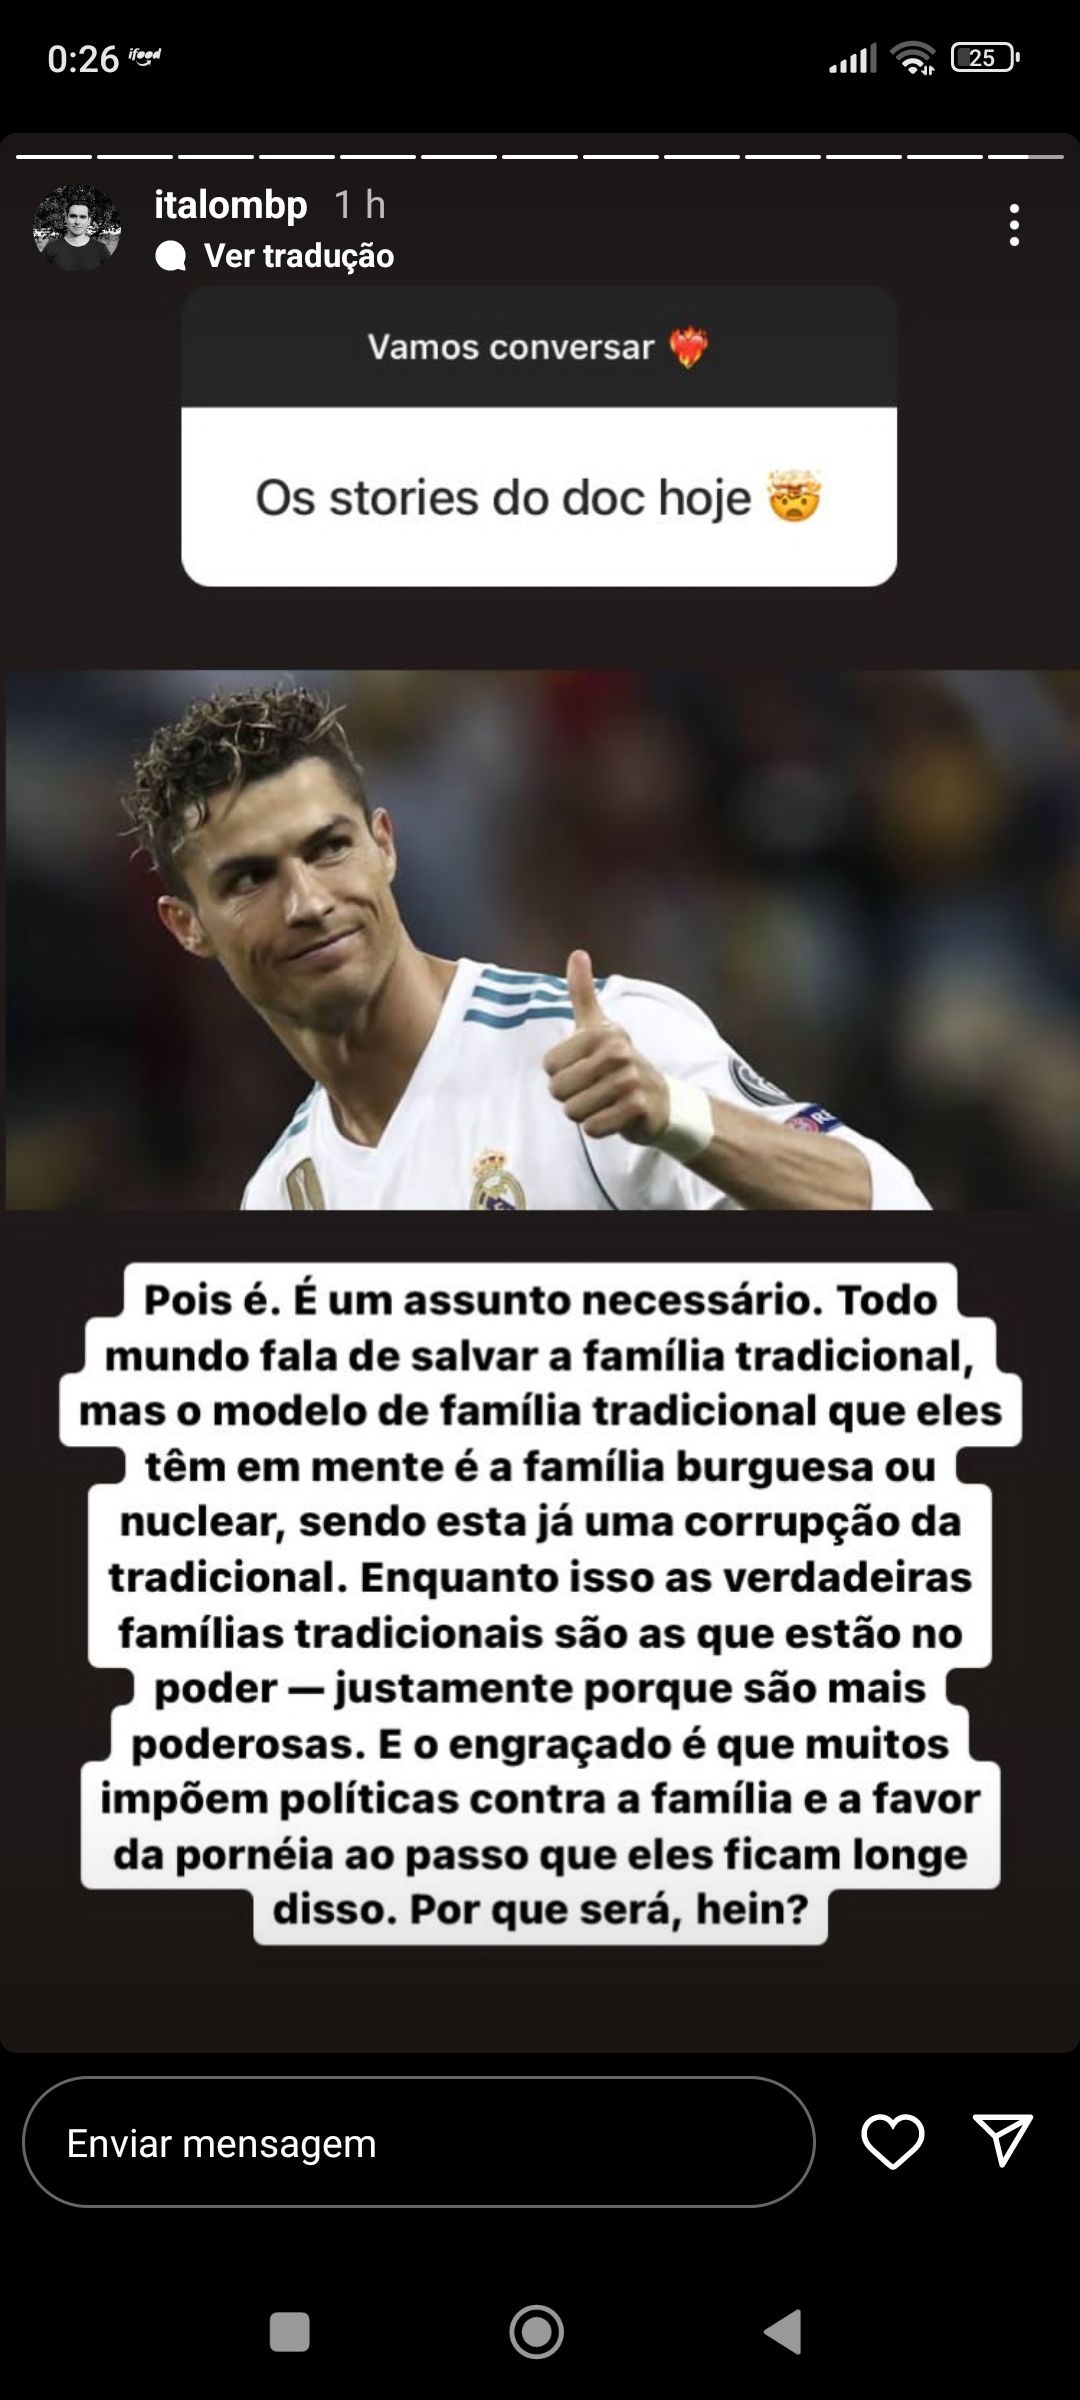 0:26 ifood 25
italombp 1 h
Ver tradução
Vamos conversar ❤️‍🔥
Os stories do doc hoje 🤯
Pois é. É um assunto necessário. Todo
mundo fala de salvar a família tradicional,
mas o modelo de família tradicional que eles
têm em mente é a família burguesa ou
nuclear, sendo esta já uma corrupção da
tradicional. Enquanto isso as verdadeiras
famílias tradicionais são as que estão no
poder — justamente porque são mais
poderosas. E o engraçado é que muitos
impõem políticas contra a família e a favor
da pornéia ao passo que eles ficam longe
disso. Por que será, hein?
Enviar mensagem